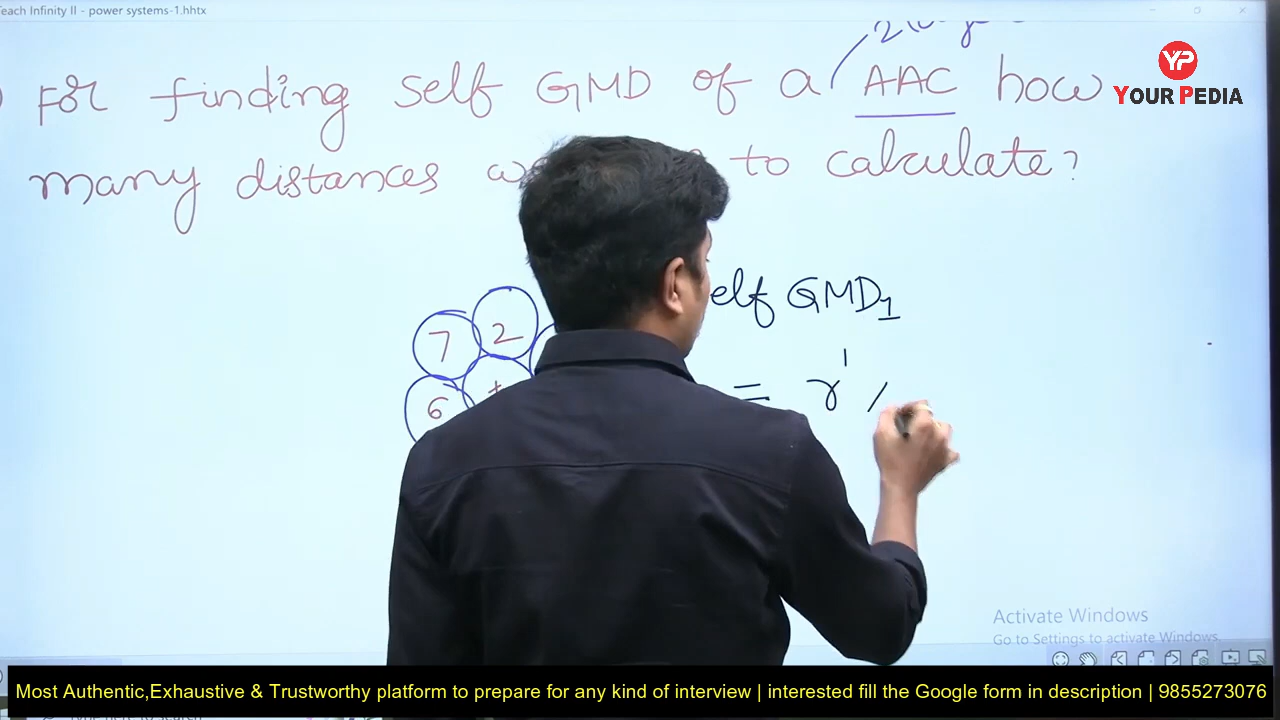 Teach Infinity II - power systems-1.hhtx
For finding Self GMD of a AAC how
YP
YOUR PEDIA
many distances to calculate?
elf GMD1
7 2
= r' /
6
Activate Windows
Go to Settings to activate Windows.
Most Authentic,Exhaustive & Trustworthy platform to prepare for any kind of interview | interested fill the Google form in description | 9855273076